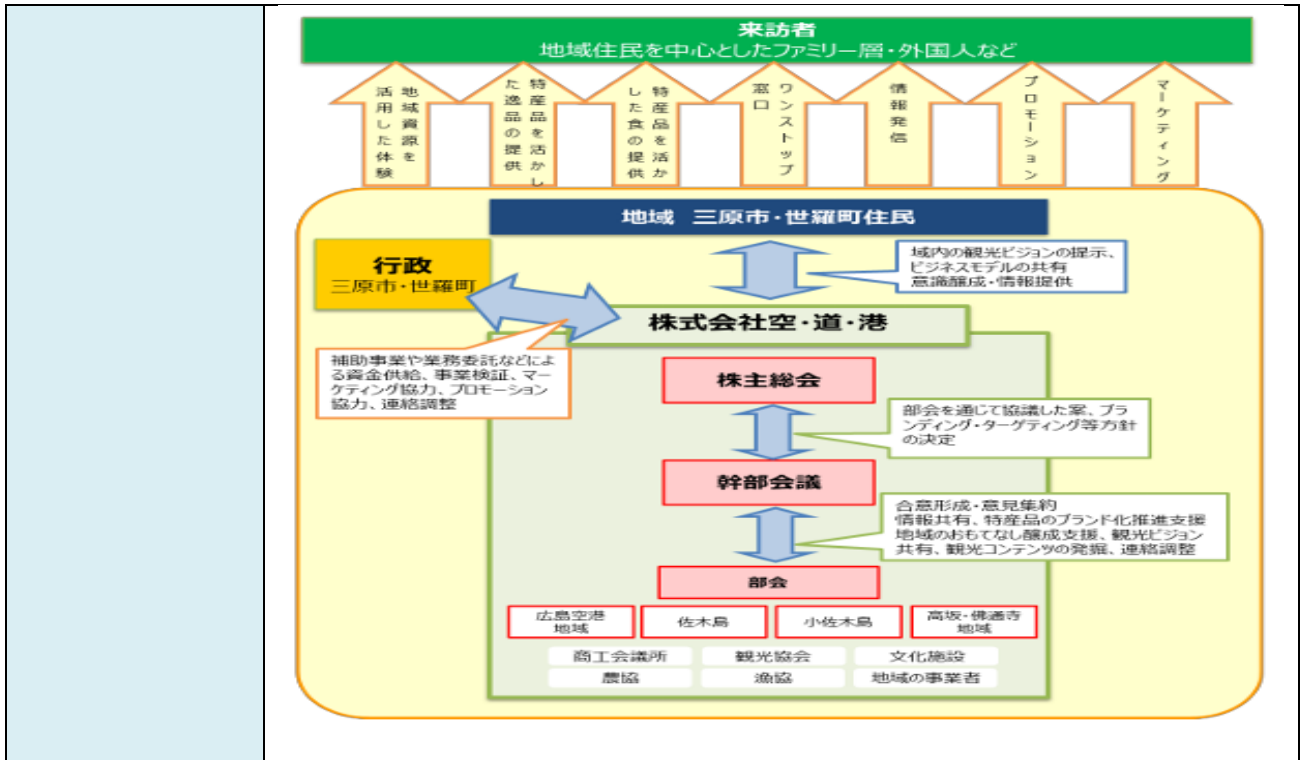 来訪者
地域住民を中心としたファミリー層・外国人など
地域資源を
活用した体験
特産品を活かし
た逸品の提供
特産品を活か
した食の提供
ワンストップ
窓口
情報発信
プロモーション
マーケティング
地域 三原市・世羅町住民
行政
三原市・世羅町
域内の観光ビジョンの提示、
ビジネスモデルの共有
意識醸成・情報提供
株式会社空・道・港
補助事業や業務委託などによ
る資金供給、事業検証、マー
ケティング協力、プロモーション
協力、連絡調整
株主総会
部会を通じて協議した案、ブラ
ンディング・ターゲティング等方針
の決定
幹部会議
合意形成・意見集約
情報共有、特産品のブランド化推進支援
地域のおもてなし醸成支援、観光ビジョン
共有、観光コンテンツの発掘、連絡調整
部会
広島空港
地域
佐木島
小佐木島
高坂・佛通寺
地域
商工会議所
観光協会
文化施設
農協
漁協
地域の事業者